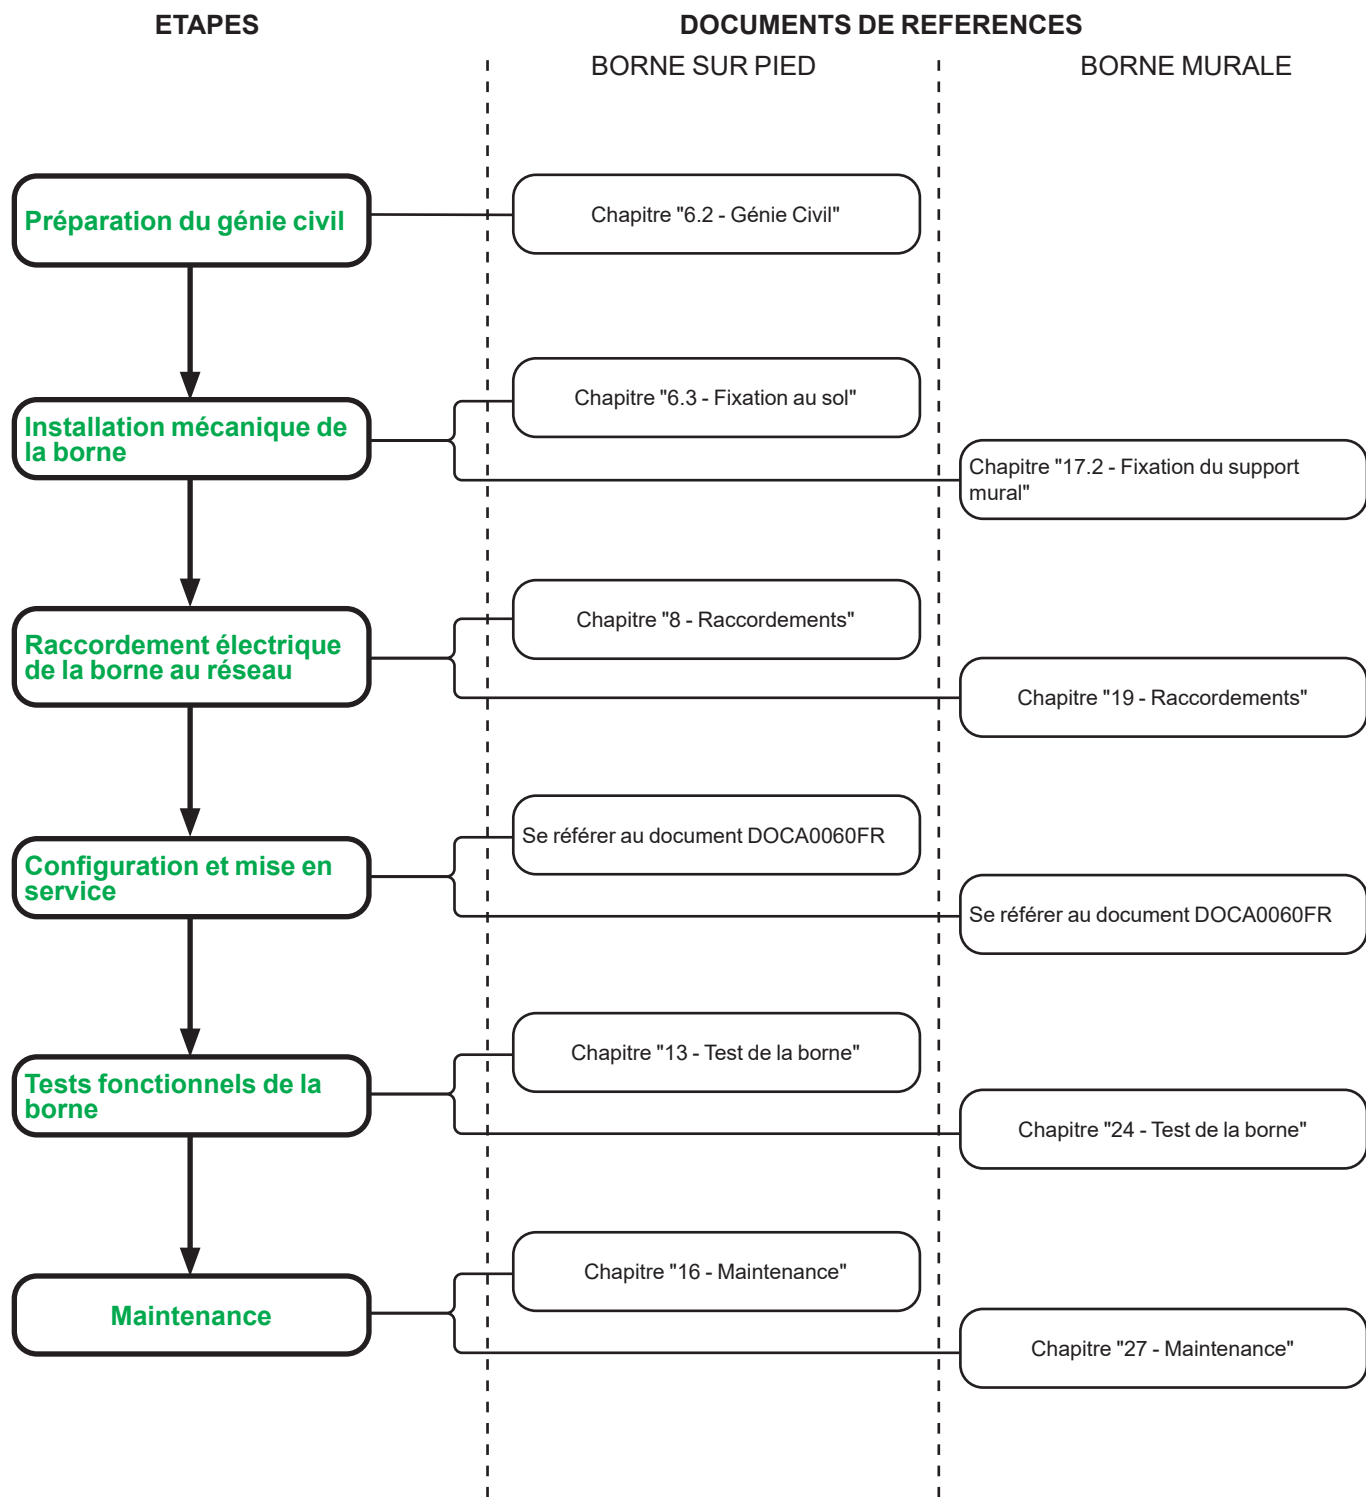 ETAPES
DOCUMENTS DE REFERENCES
BORNE SUR PIED
BORNE MURALE
Préparation du génie civil
Chapitre "6.2 - Génie Civil"
Installation mécanique de
la borne
Chapitre "6.3 - Fixation au sol"
Chapitre "17.2 - Fixation du support
mural"
Raccordement électrique
de la borne au réseau
Chapitre "8 - Raccordements"
Chapitre "19 - Raccordements"
Configuration et mise en
service
Se référer au document DOCA0060FR
Se référer au document DOCA0060FR
Tests fonctionnels de la
borne
Chapitre "13 - Test de la borne"
Chapitre "24 - Test de la borne"
Maintenance
Chapitre "16 - Maintenance"
Chapitre "27 - Maintenance"